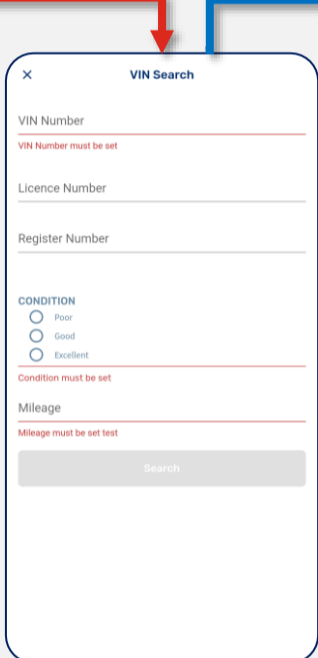 VIN Search
VIN Number
VIN Number must be set
Licence Number
Register Number
CONDITION
Poor
Good
Excellent
Condition must be set
Mileage
Mileage must be set test
Search